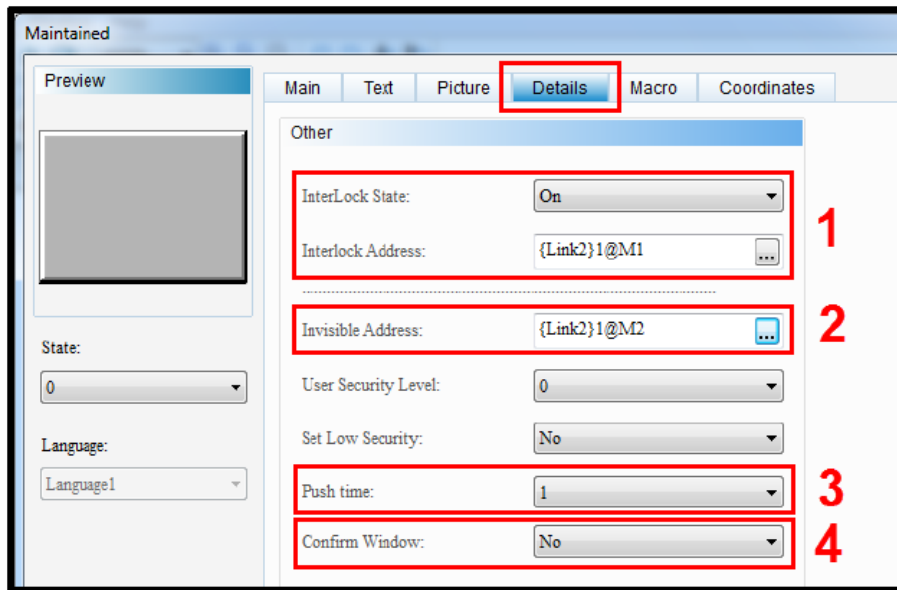 Maintained
Preview
Main Text Picture Details Macro Coordinates
Other
InterLock State: On
1
Interlock Address: {Link2}1@M1 ...
Invisible Address: {Link2}1@M2 ...
2
State:
0
User Security Level: 0
Set Low Security: No
Language:
Language1
Push time: 1
3
Confirm Window: No
4